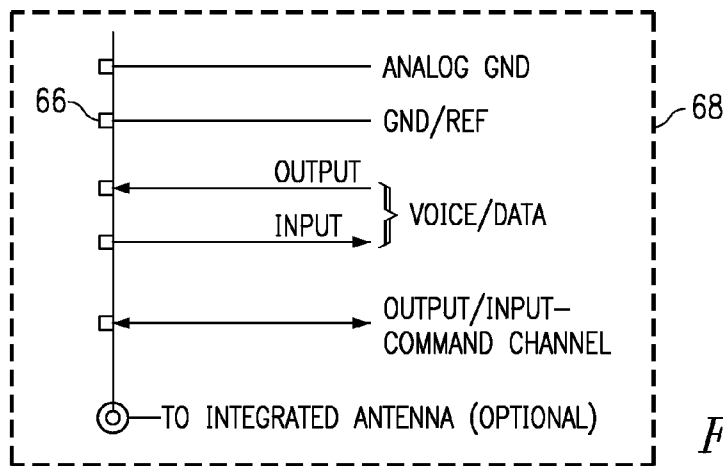 ANALOG GND
66
GND/REF
68
OUTPUT
VOICE/DATA
INPUT
OUTPUT/INPUT-
COMMAND CHANNEL
TO INTEGRATED ANTENNA (OPTIONAL)
F